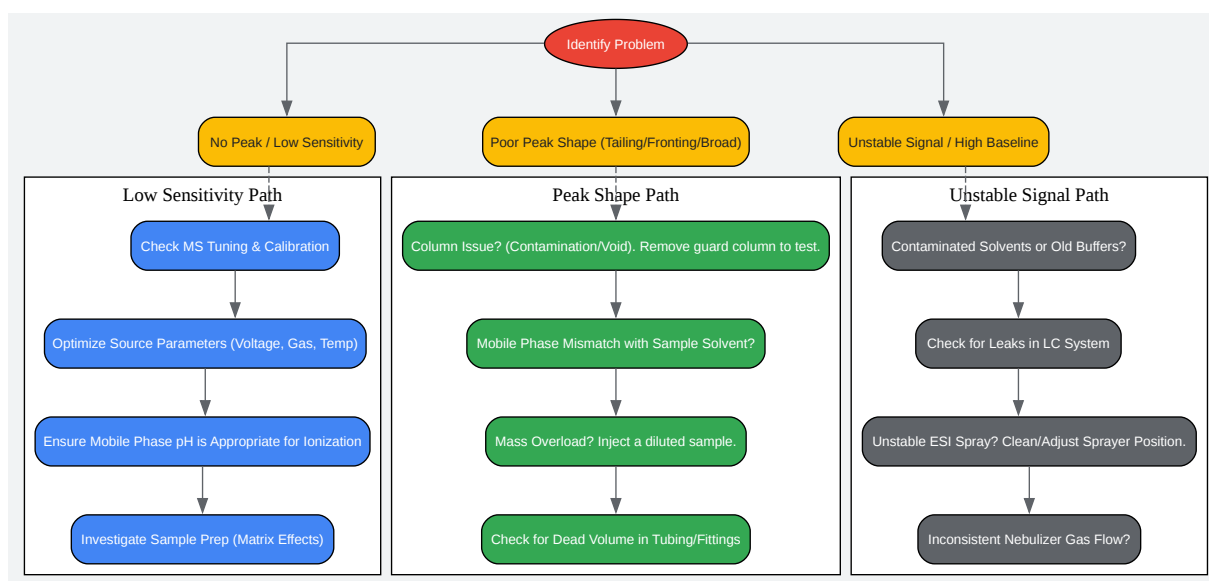 Identify Problem
No Peak / Low Sensitivity
Poor Peak Shape (Tailing/Fronting/Broad)
Unstable Signal / High Baseline
Low Sensitivity Path
Check MS Tuning & Calibration
Optimize Source Parameters (Voltage, Gas, Temp)
Ensure Mobile Phase pH is Appropriate for Ionization
Investigate Sample Prep (Matrix Effects)
Peak Shape Path
Column Issue? (Contamination/Void). Remove guard column to test.
Mobile Phase Mismatch with Sample Solvent?
Mass Overload? Inject a diluted sample.
Check for Dead Volume in Tubing/Fittings
Unstable Signal Path
Contaminated Solvents or Old Buffers?
Check for Leaks in LC System
Unstable ESI Spray? Clean/Adjust Sprayer Position.
Inconsistent Nebulizer Gas Flow?